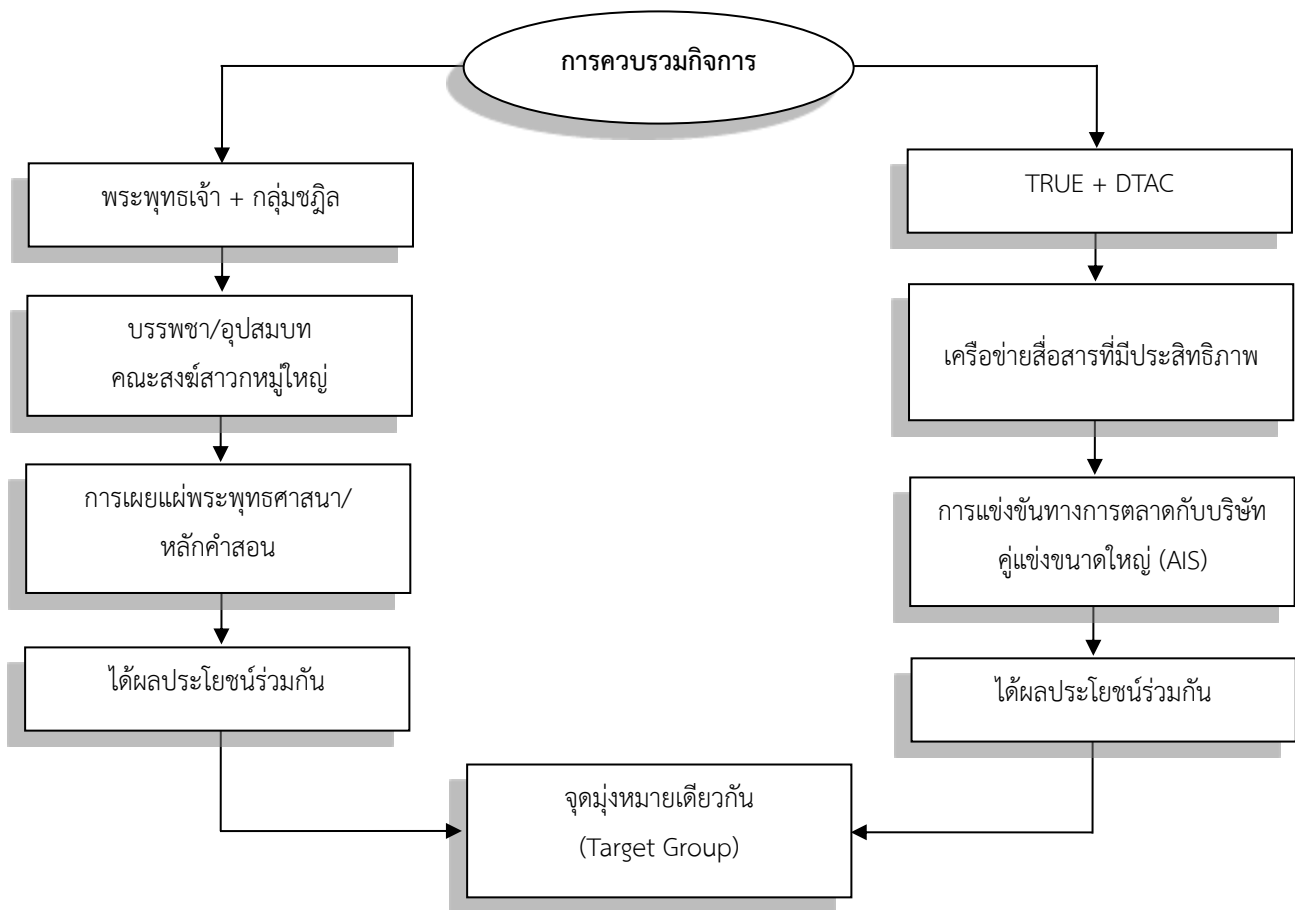 การควบรวมกิจการ
พระพุทธเจ้า + กลุ่มชฎิล
บรรพชา/อุปสมบท
คณะสงฆ์สาวกหมู่ใหญ่
การเผยแผ่พระพุทธศาสนา/
หลักคำสอน
ได้ผลประโยชน์ร่วมกัน
TRUE + DTAC
เครือข่ายสื่อสารที่มีประสิทธิภาพ
การแข่งขันทางการตลาดกับบริษัท
คู่แข่งขนาดใหญ่ (AIS)
ได้ผลประโยชน์ร่วมกัน
จุดมุ่งหมายเดียวกัน
(Target Group)